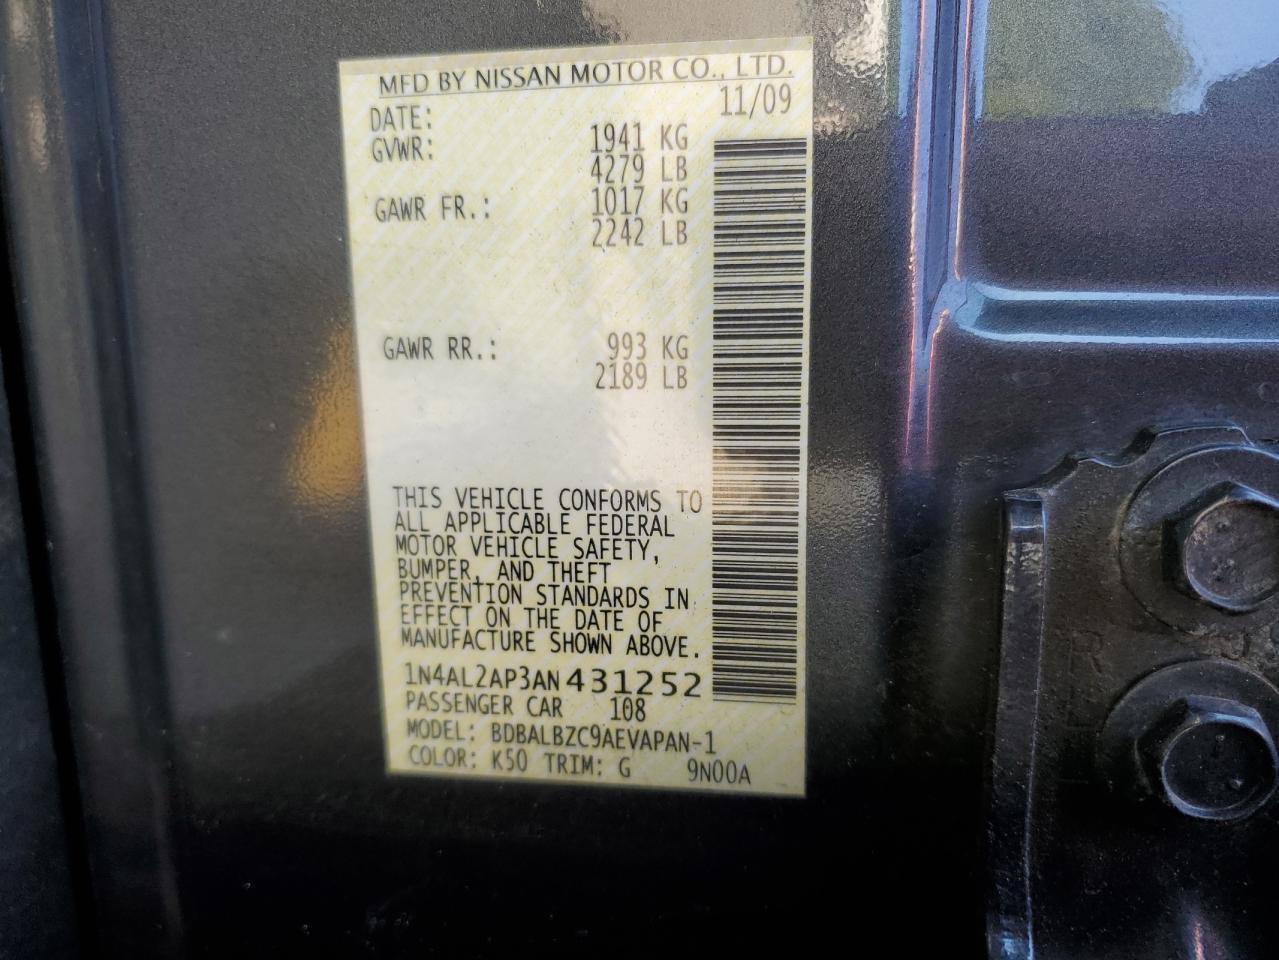 MFD BY NISSAN MOTOR CO., LTD.
DATE: 11/09
GVWR: 1941 KG
4279 LB
GAWR FR.: 1017 KG
2242 LB
GAWR RR.: 993 KG
2189 LB
THIS VEHICLE CONFORMS TO
ALL APPLICABLE FEDERAL
MOTOR VEHICLE SAFETY,
BUMPER, AND THEFT
PREVENTION STANDARDS IN
EFFECT ON THE DATE OF
MANUFACTURE SHOWN ABOVE.
1N4AL2AP3AN431252
PASSENGER CAR 108
MODEL: BDBALBZC9AEVAPAN-1
COLOR: K50 TRIM: G 9N00A